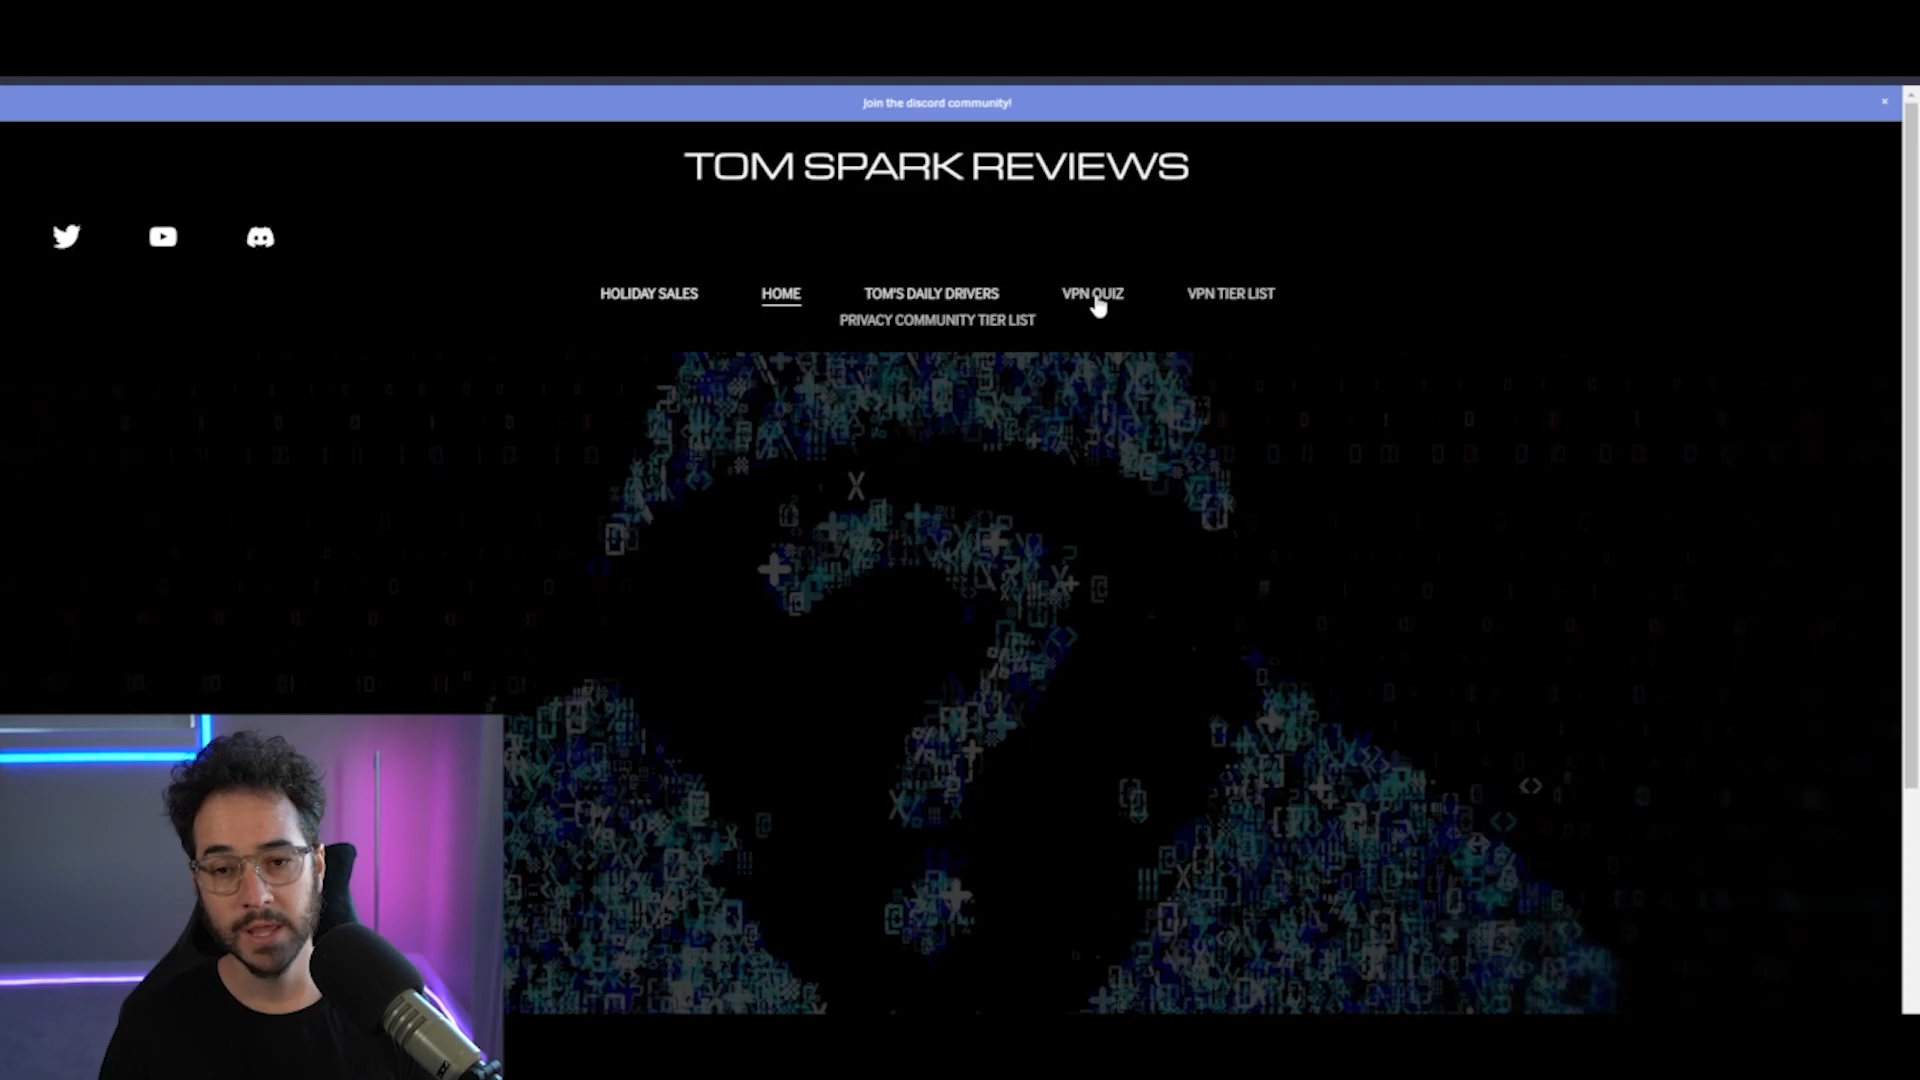 Join the discord community!
×
TOM SPARK REVIEWS
HOLIDAY SALES HOME TOM'S DAILY DRIVERS VPN QUIZ VPN TIER LIST
PRIVACY COMMUNITY TIER LIST